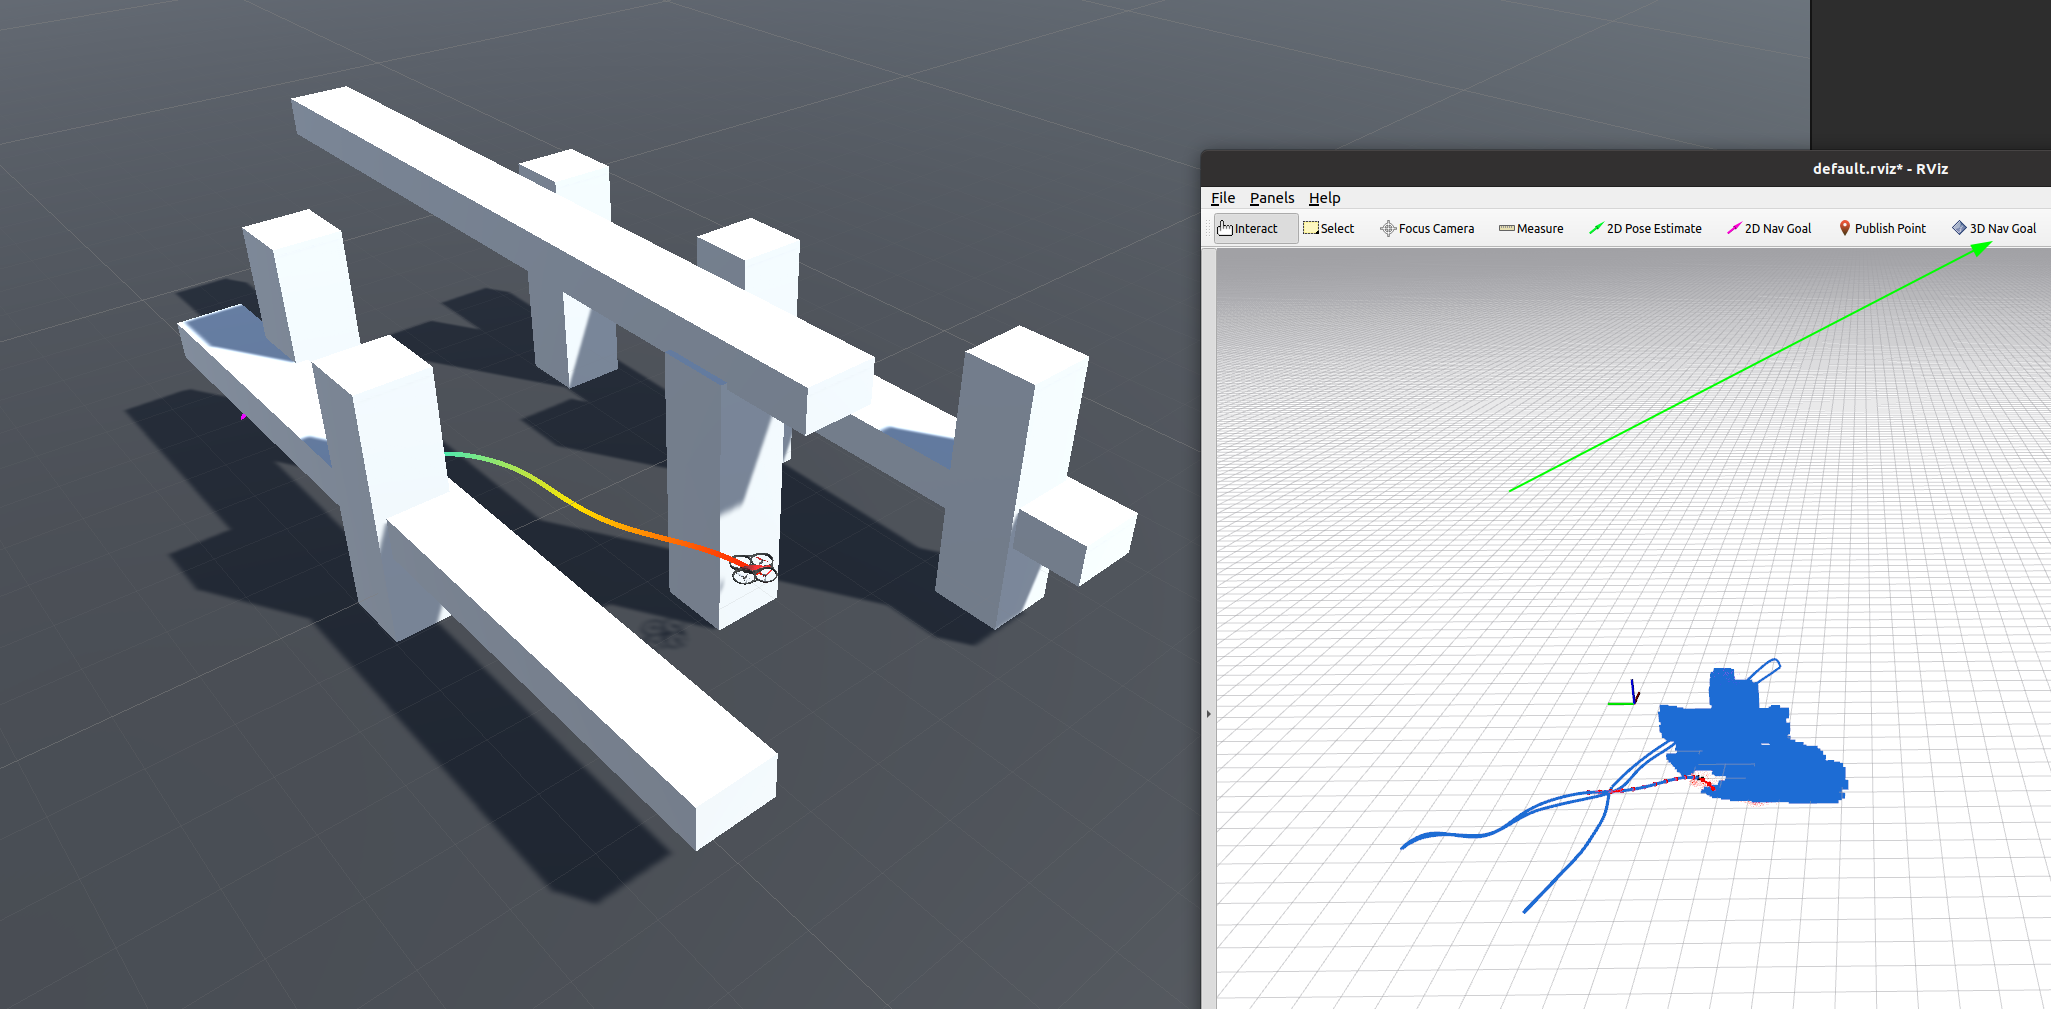 default.rviz* - RViz
File Panels Help
Interact Select Focus Camera Measure 2D Pose Estimate 2D Nav Goal Publish Point 3D Nav Goal